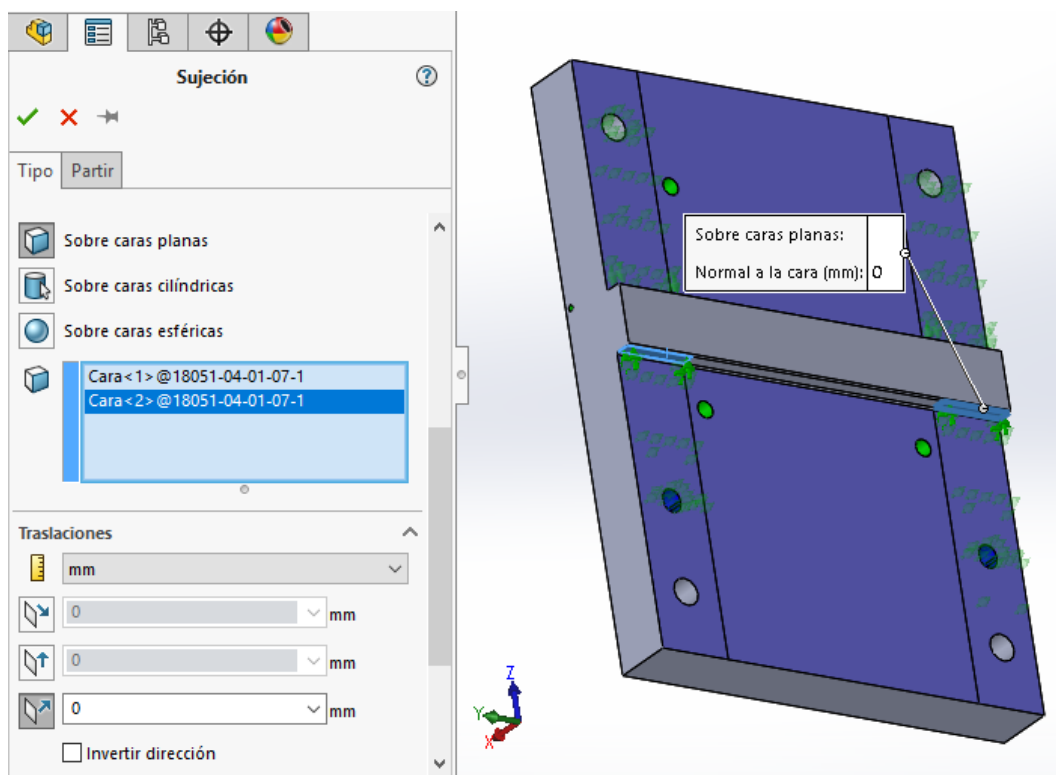 Sujeción
Tipo
Partir
Sobre caras planas
Sobre caras cilíndricas
Sobre caras esféricas
Cara<1>@18051-04-01-07-1
Cara<2>@18051-04-01-07-1
Traslaciones
mm
0 mm
0 mm
0 mm
Invertir dirección
Sobre caras planas:
Normal a la cara (mm): 0
Z
Y
X